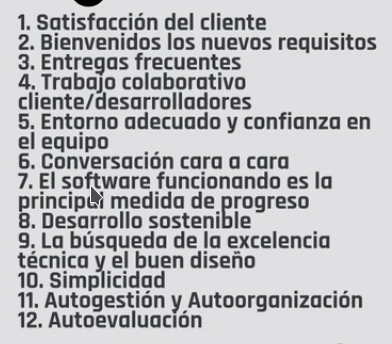 1. Satisfacción del cliente
2. Bienvenidos los nuevos requisitos
3. Entregas frecuentes
4. Trabajo colaborativo
cliente/desarrolladores
5. Entorno adecuado y confianza en
el equipo
6. Conversación cara a cara
7. El software funcionando es la
principal medida de progreso
8. Desarrollo sostenible
9. La búsqueda de la excelencia
técnica y el buen diseño
10. Simplicidad
11. Autogestión y Autoorganización
12. Autoevaluación